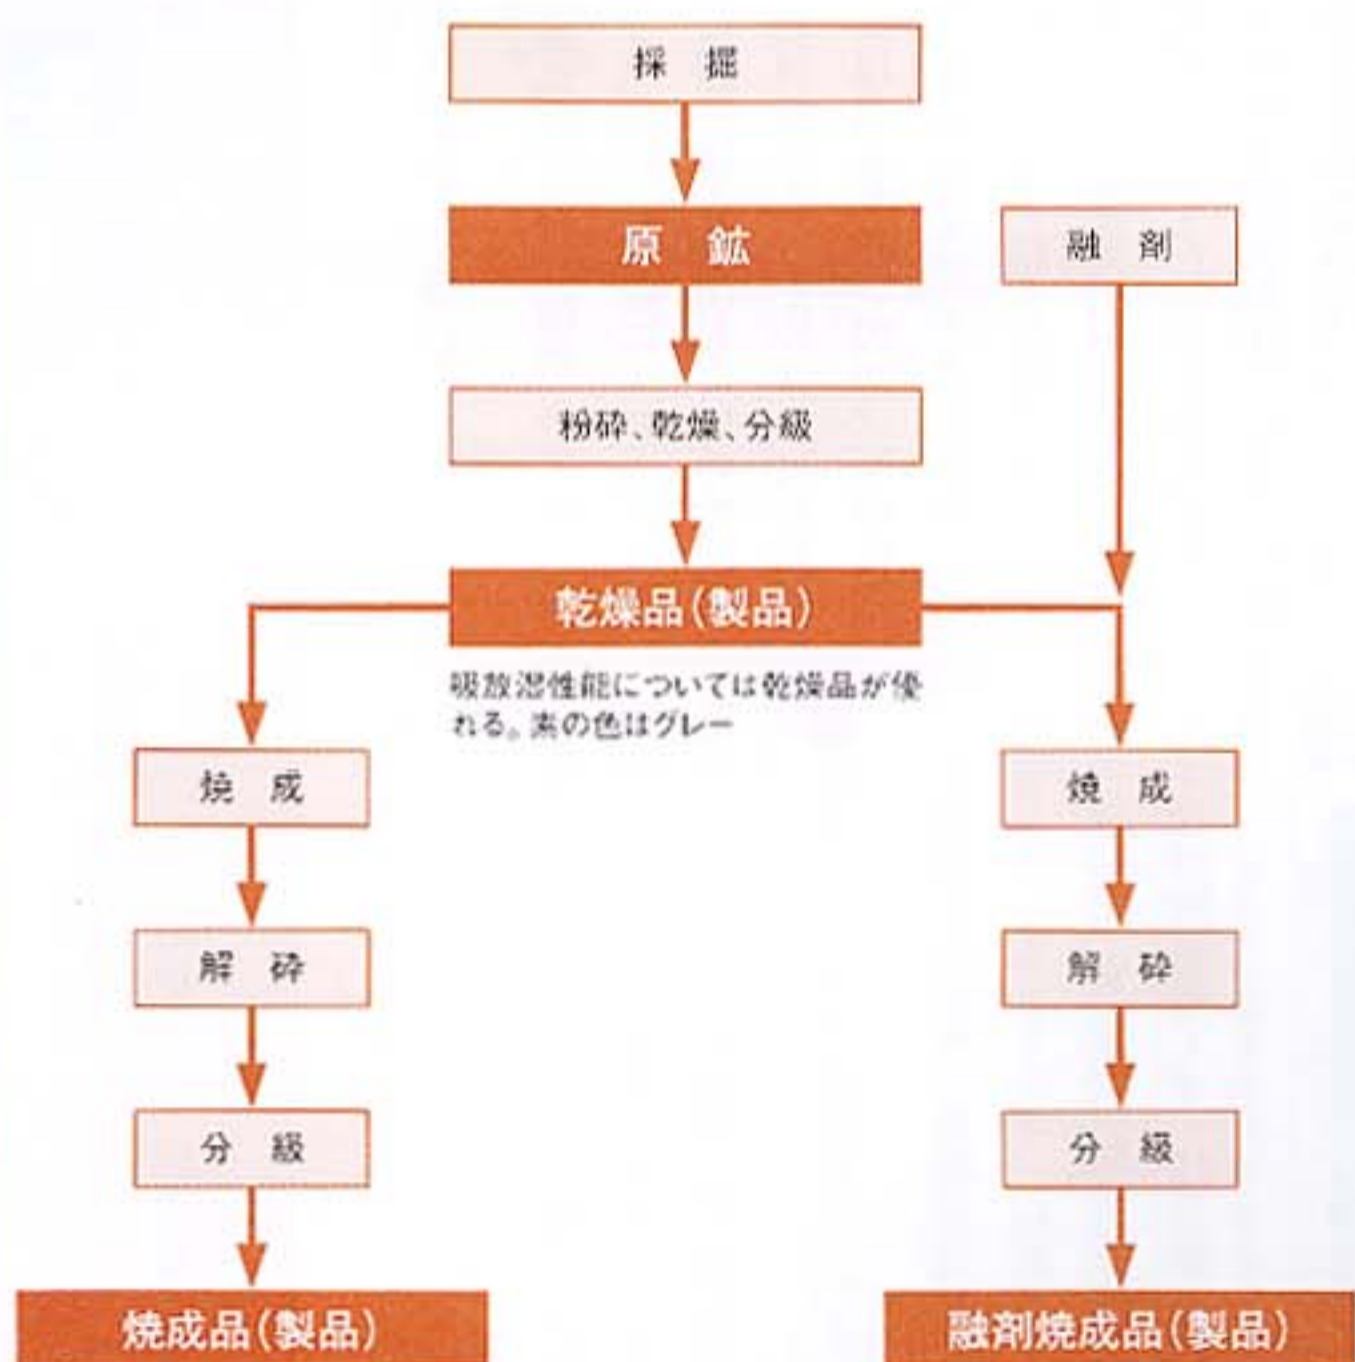 採 掘
原 鉱
融 剤
粉砕、乾燥、分級
乾燥品(製品)
吸放湿性能については乾燥品が優
れる。素の色はグレー
焼 成
焼 成
解 砕
解 砕
分 級
分 級
焼成品(製品)
融剤焼成品(製品)